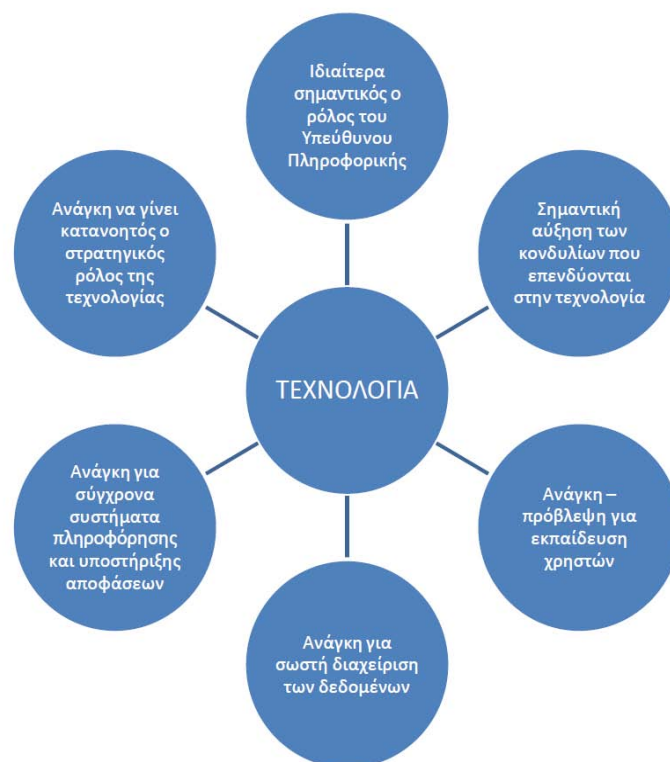 Ιδιαίτερα
σημαντικός ο
ρόλος του
Υπεύθυνου
Πληροφορικής
Σημαντική
αύξηση των
κονδυλίων που
επενδύονται
στην τεχνολογία
Ανάγκη –
πρόβλεψη για
εκπαίδευση
χρηστών
Ανάγκη για
σωστή διαχείριση
των δεδομένων
Ανάγκη για
σύγχρονα
συστήματα
πληροφόρησης
και υποστήριξης
αποφάσεων
Ανάγκη να γίνει
κατανοητός ο
στρατηγικός
ρόλος της
τεχνολογίας
ΤΕΧΝΟΛΟΓΙΑ